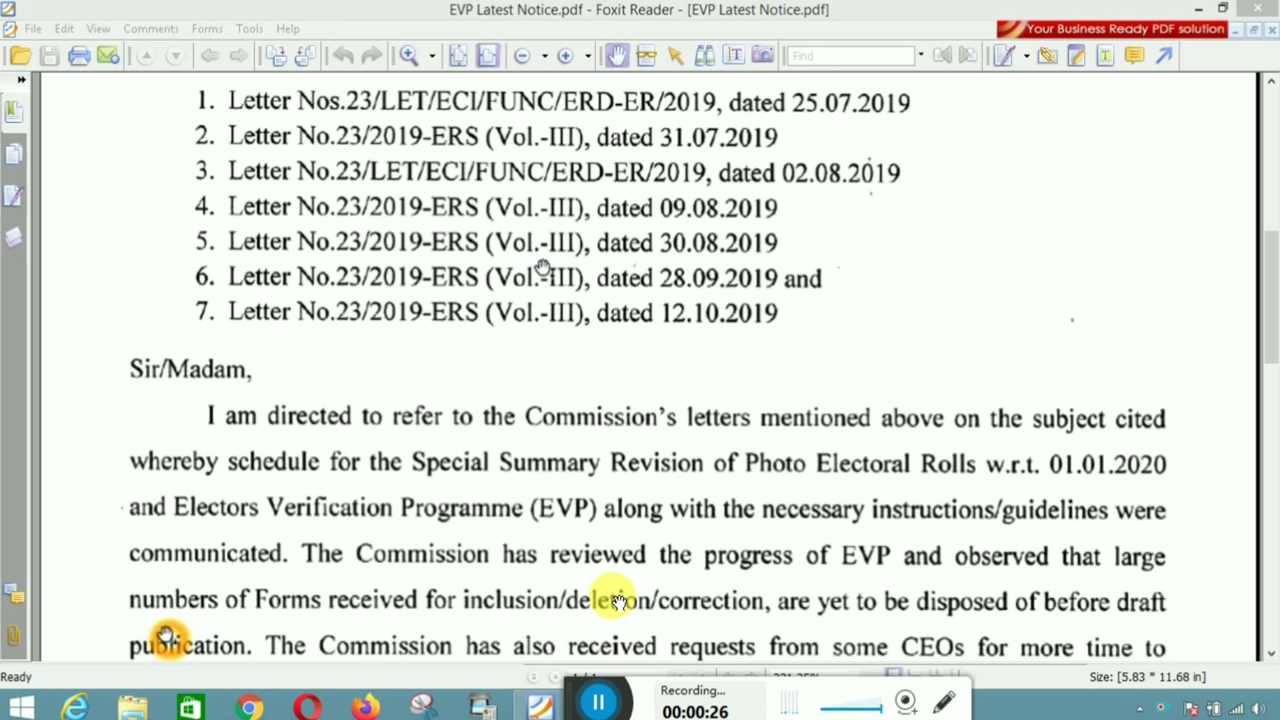 EVP Latest Notice.pdf - Foxit Reader - [EVP Latest Notice.pdf]
File Edit View Comments Forms Tools Help
Your Business Ready PDF solution
Find
1. Letter Nos.23/LET/ECI/FUNC/ERD-ER/2019, dated 25.07.2019
2. Letter No.23/2019-ERS (Vol.-III), dated 31.07.2019
3. Letter No.23/LET/ECI/FUNC/ERD-ER/2019, dated 02.08.2019
4. Letter No.23/2019-ERS (Vol.-III), dated 09.08.2019
5. Letter No.23/2019-ERS (Vol.-III), dated 30.08.2019
6. Letter No.23/2019-ERS (Vol.-III), dated 28.09.2019 and
7. Letter No.23/2019-ERS (Vol.-III), dated 12.10.2019
Sir/Madam,
I am directed to refer to the Commission's letters mentioned above on the subject cited
whereby schedule for the Special Summary Revision of Photo Electoral Rolls w.r.t. 01.01.2020
and Electors Verification Programme (EVP) along with the necessary instructions/guidelines were
communicated. The Commission has reviewed the progress of EVP and observed that large
numbers of Forms received for inclusion/deletion/correction, are yet to be disposed of before draft
publication. The Commission has also received requests from some CEOs for more time to
Ready
Size: [5.83 * 11.68 in]
Recording...
00:00:26